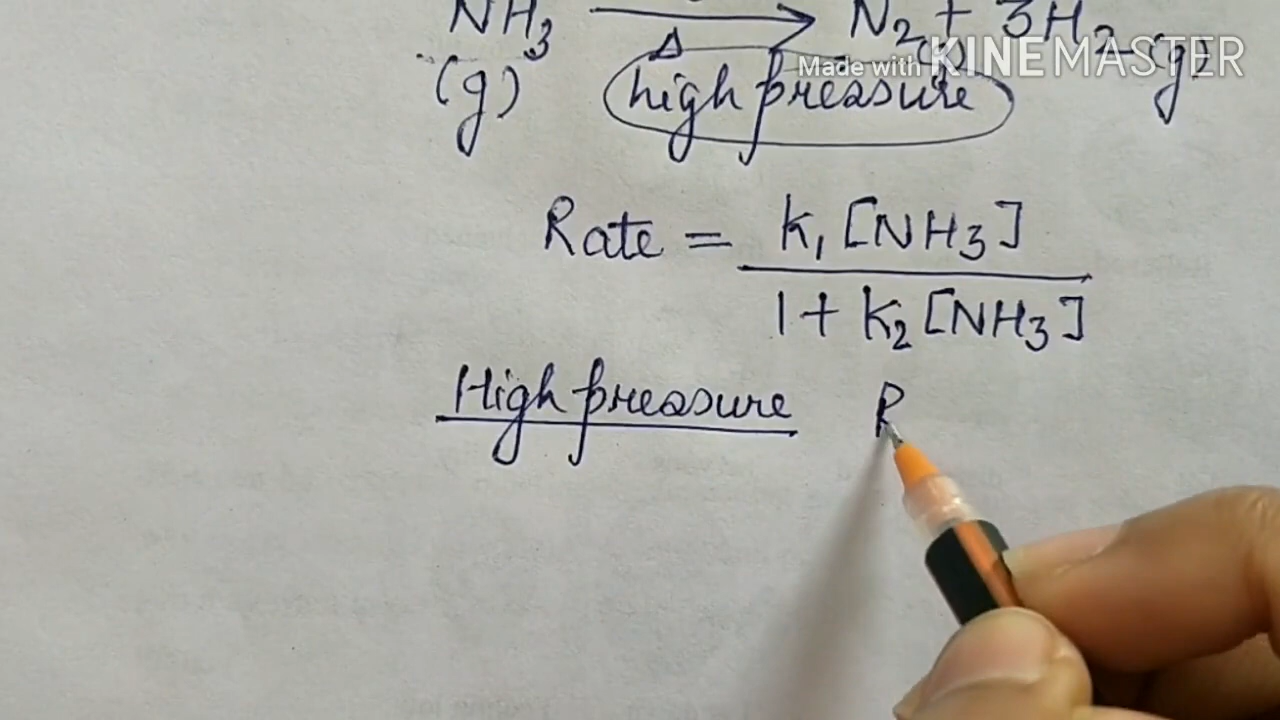 NH3 → N2 + 3H2
Δ
Made with KINEMASTER
(g) high pressure (g) (g)
Rate = K1[NH3]
1 + K2[NH3]
High pressure R